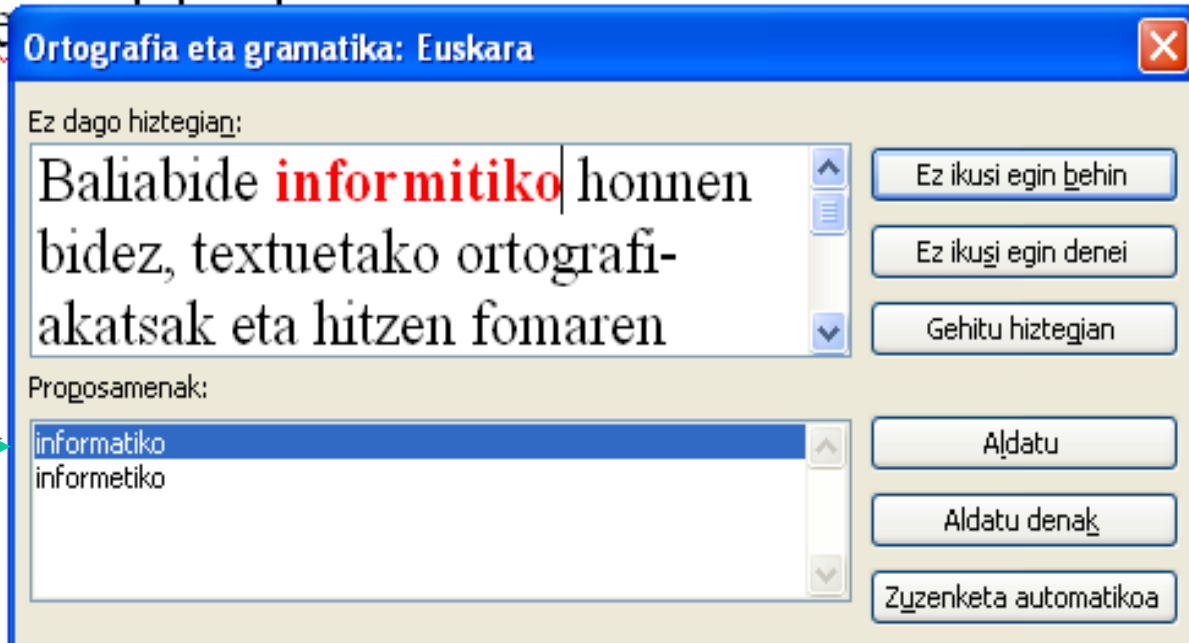 Ortografia eta gramatika: Euskara
Ez dago hiztegian:
Baliabide informitiko honnen
bidez, textuetako ortografi-
akatsak eta hitzen fomaren
Ez ikusi egin behin
Ez ikusi egin denei
Gehitu hiztegian
Proposamenak:
informatiko
informetiko
Aldatu
Aldatu denak
Zuzenketa automatikoa